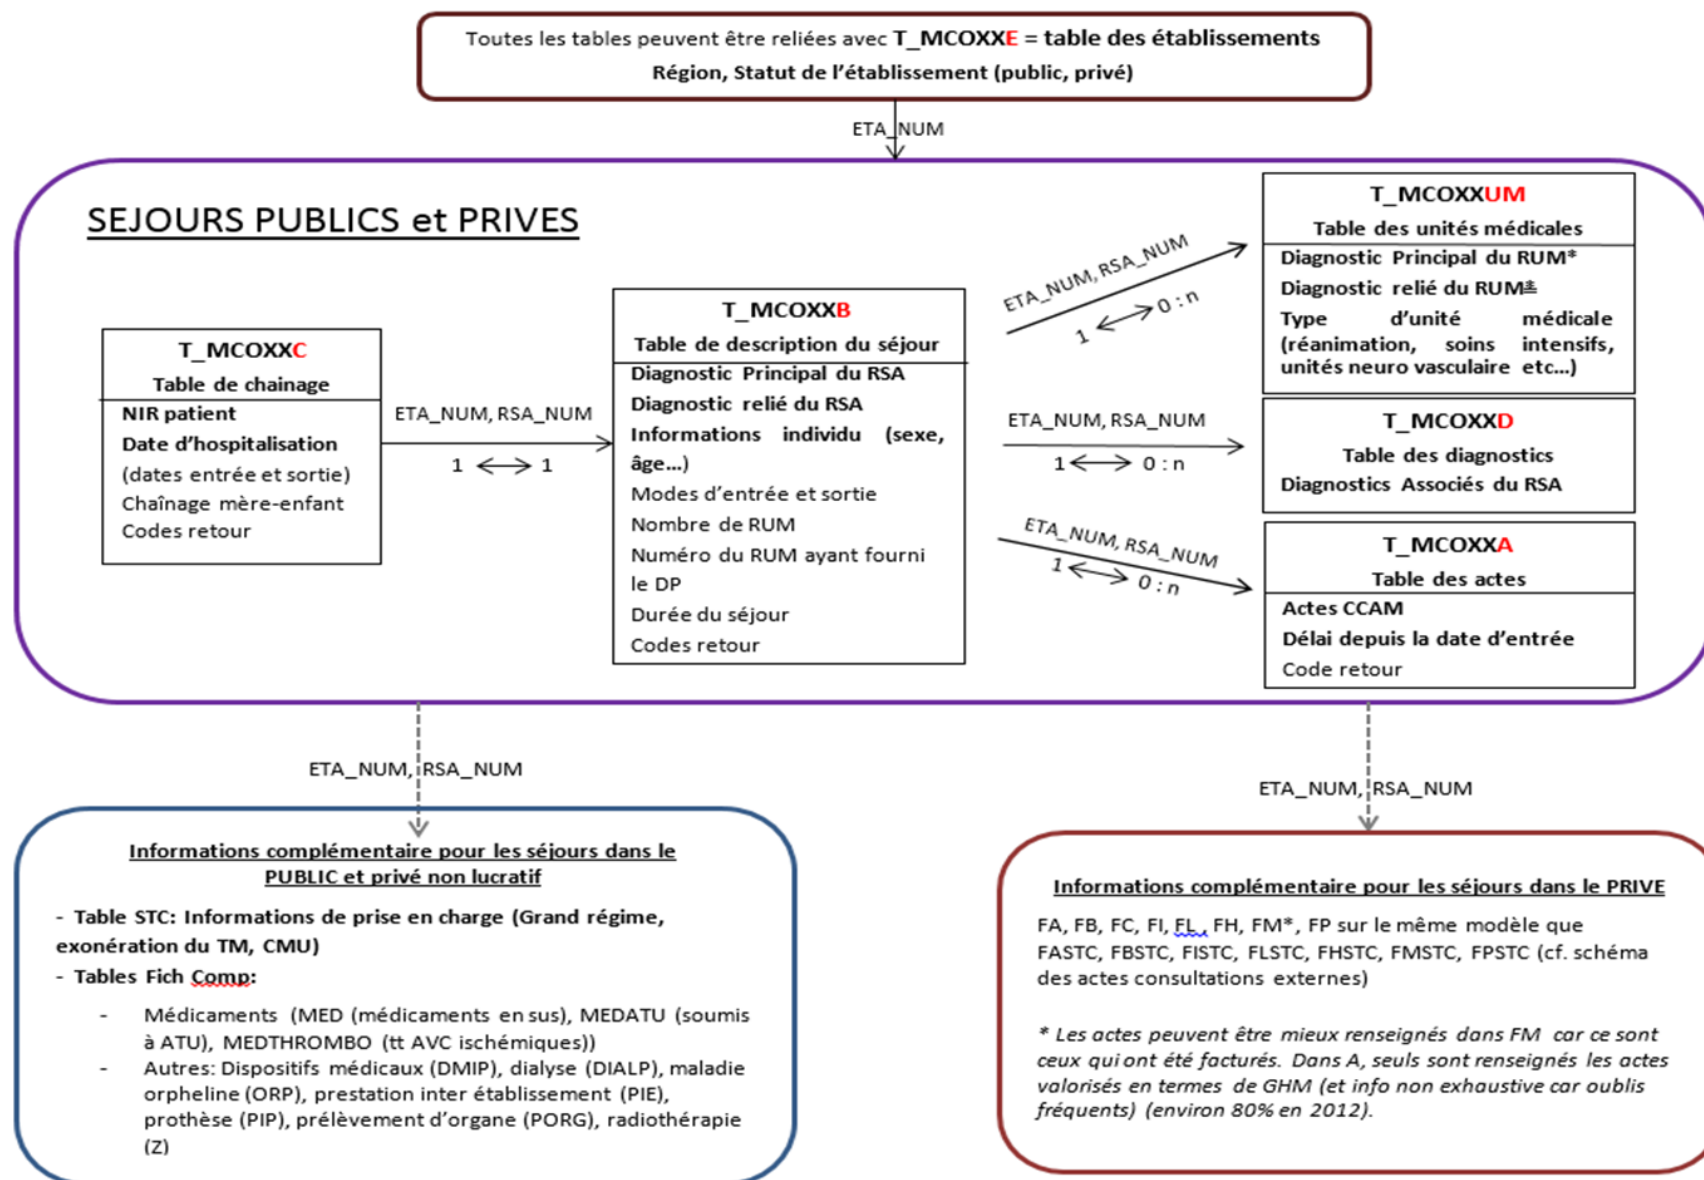 Toutes les tables peuvent être reliées avec T_MCOXXE = table des établissements
Région, Statut de l'établissement (public, privé)
ETA_NUM
SEJOURS PUBLICS et PRIVES
T_MCOXXC
Table de chainage
NIR patient
Date d'hospitalisation
(dates entrée et sortie)
Chaînage mère-enfant
Codes retour
ETA_NUM, RSA_NUM
1 ⟷ 1
T_MCOXXB
Table de description du séjour
Diagnostic Principal du RSA
Diagnostic relié du RSA
Informations individu (sexe,
âge…)
Modes d'entrée et sortie
Nombre de RUM
Numéro du RUM ayant fourni
le DP
Durée du séjour
Codes retour
ETA_NUM, RSA_NUM
1 ⟷ 0 : n
T_MCOXXUM
Table des unités médicales
Diagnostic Principal du RUM*
Diagnostic relié du RUM*
Type d'unité médicale
(réanimation, soins intensifs,
unités neuro vasculaire etc…)
ETA_NUM, RSA_NUM
1 ⟷ 0 : n
T_MCOXXD
Table des diagnostics
Diagnostics Associés du RSA
ETA_NUM, RSA_NUM
1 ⟷ 0 : n
T_MCOXXA
Table des actes
Actes CCAM
Délai depuis la date d'entrée
Code retour
ETA_NUM, RSA_NUM
Informations complémentaire pour les séjours dans le
PUBLIC et privé non lucratif
- Table STC: Informations de prise en charge (Grand régime,
exonération du TM, CMU)
- Tables Fich Comp:
- Médicaments (MED (médicaments en sus), MEDATU (soumis
à ATU), MEDTHROMBO (tt AVC ischémiques))
- Autres: Dispositifs médicaux (DMIP), dialyse (DIALP), maladie
orpheline (ORP), prestation inter établissement (PIE),
prothèse (PIP), prélèvement d'organe (PORG), radiothérapie
(Z)
ETA_NUM, RSA_NUM
Informations complémentaire pour les séjours dans le PRIVE
FA, FB, FC, FI, FL , FH, FM*, FP sur le même modèle que
FASTC, FBSTC, FISTC, FLSTC, FHSTC, FMSTC, FPSTC (cf. schéma
des actes consultations externes)
* Les actes peuvent être mieux renseignés dans FM car ce sont
ceux qui ont été facturés. Dans A, seuls sont renseignés les actes
valorisés en termes de GHM (et info non exhaustive car oublis
fréquents) (environ 80% en 2012).